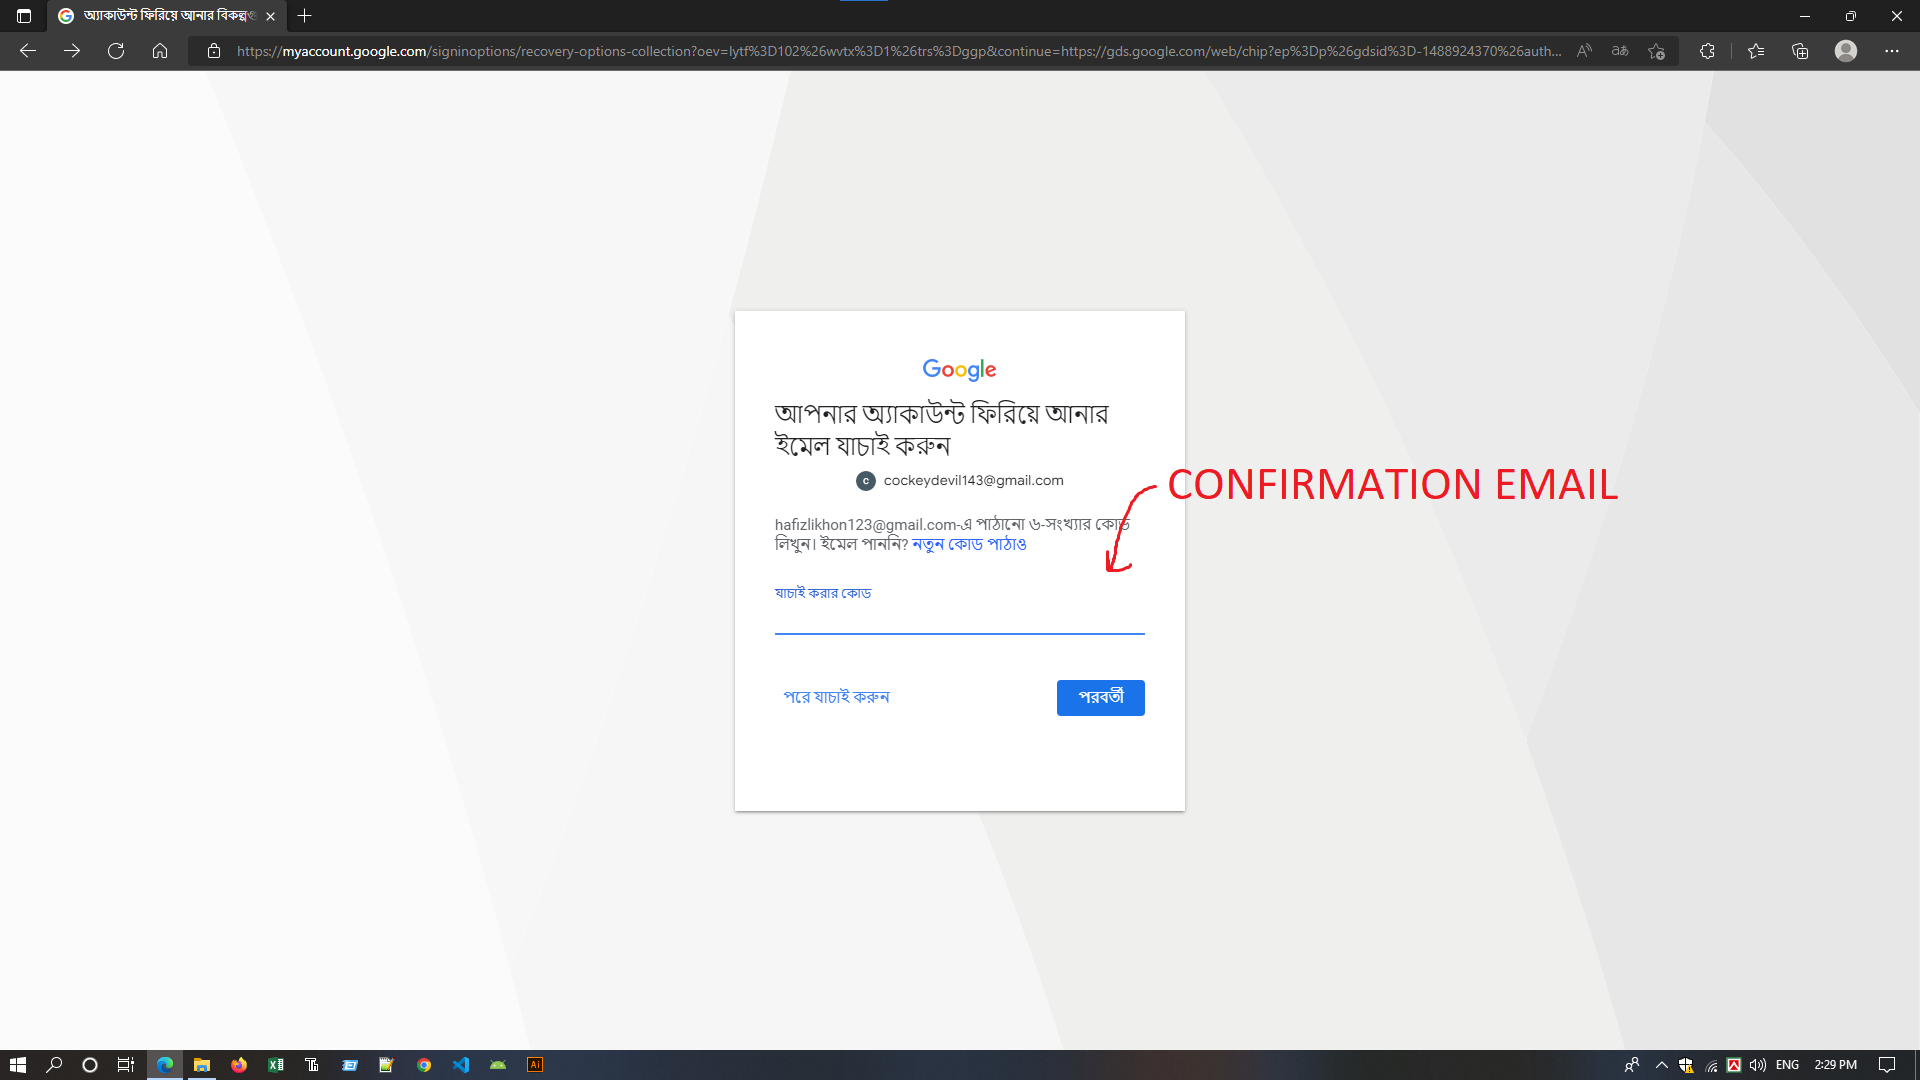 অ্যাকাউন্ট ফিরিয়ে আনার বিকল্প
https://myaccount.google.com/signinoptions/recovery-options-collection?oev=lytf%3D102%26wvtx%3D1%26trs%3Dggp&continue=https://gds.google.com/web/chip?ep%3Dp%26gdsid%3D-1488924370%26auth...
Google
আপনার অ্যাকাউন্ট ফিরিয়ে আনার
ইমেল যাচাই করুন
c cockeydevil143@gmail.com
CONFIRMATION EMAIL
hafizlikhon123@gmail.com-এ পাঠানো ৬-সংখ্যার কোড
লিখুন। ইমেল পাননি? নতুন কোড পাঠাও
যাচাই করার কোড
পরে যাচাই করুন পরবর্তী
Ai ENG 2:29 PM